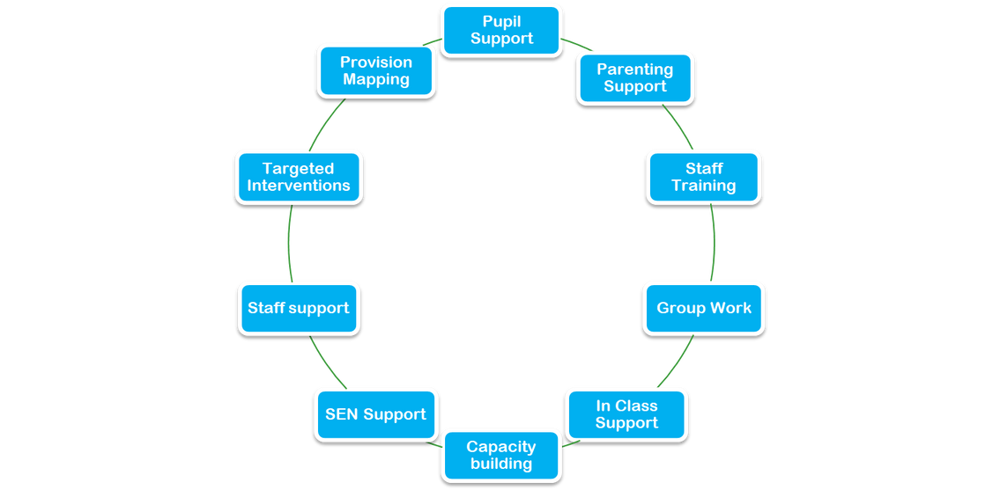 Pupil
Support
Parenting
Support
Staff
Training
Group Work
In Class
Support
Capacity
building
SEN Support
Staff support
Targeted
Interventions
Provision
Mapping